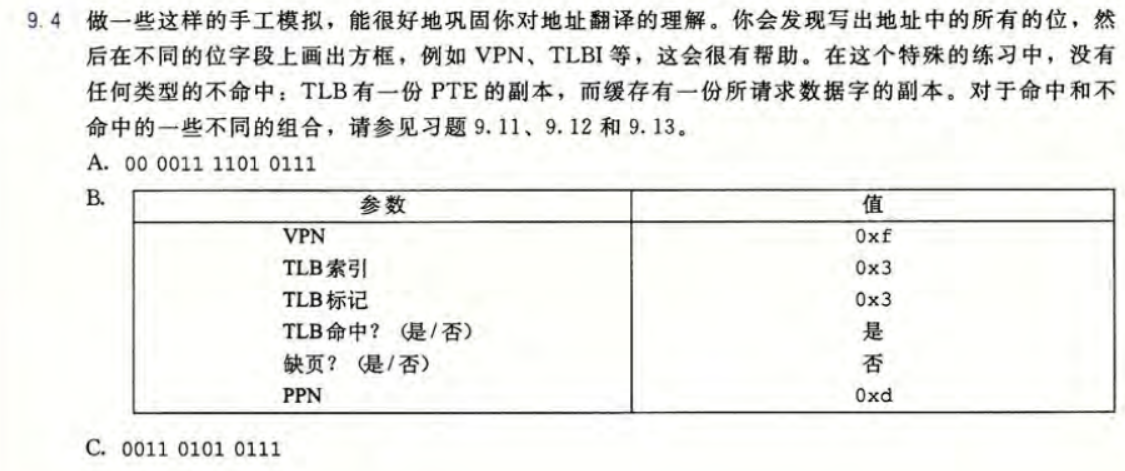 9.4 做一些这样的手工模拟，能很好地巩固你对地址翻译的理解。你会发现写出地址中的所有的位，然
后在不同的位字段上画出方框，例如 VPN、TLBI 等，这会很有帮助。在这个特殊的练习中，没有
任何类型的不命中：TLB 有一份 PTE 的副本，而缓存有一份所请求数据字的副本。对于命中和不
命中的一些不同的组合，请参见习题 9.11、9.12 和 9.13。
A. 00 0011 1101 0111
B.
参数 值
VPN 0xf
TLB索引 0x3
TLB标记 0x3
TLB命中？（是/否） 是
缺页？（是/否） 否
PPN 0xd
C. 0011 0101 0111